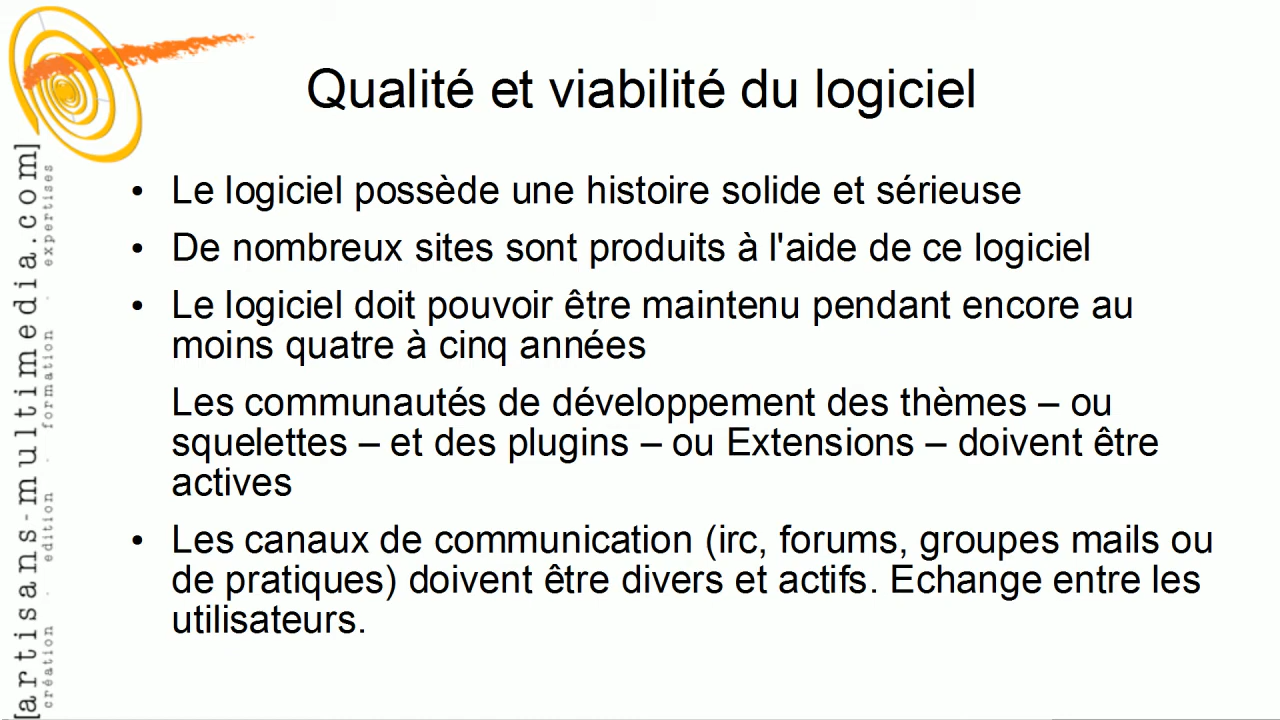 Qualité et viabilité du logiciel
• Le logiciel possède une histoire solide et sérieuse
• De nombreux sites sont produits à l'aide de ce logiciel
• Le logiciel doit pouvoir être maintenu pendant encore au
moins quatre à cinq années
Les communautés de développement des thèmes – ou
squelettes – et des plugins – ou Extensions – doivent être
actives
• Les canaux de communication (irc, forums, groupes mails ou
de pratiques) doivent être divers et actifs. Echange entre les
utilisateurs.
[artisans-multimedia.com]
création . edition . formation . expertises